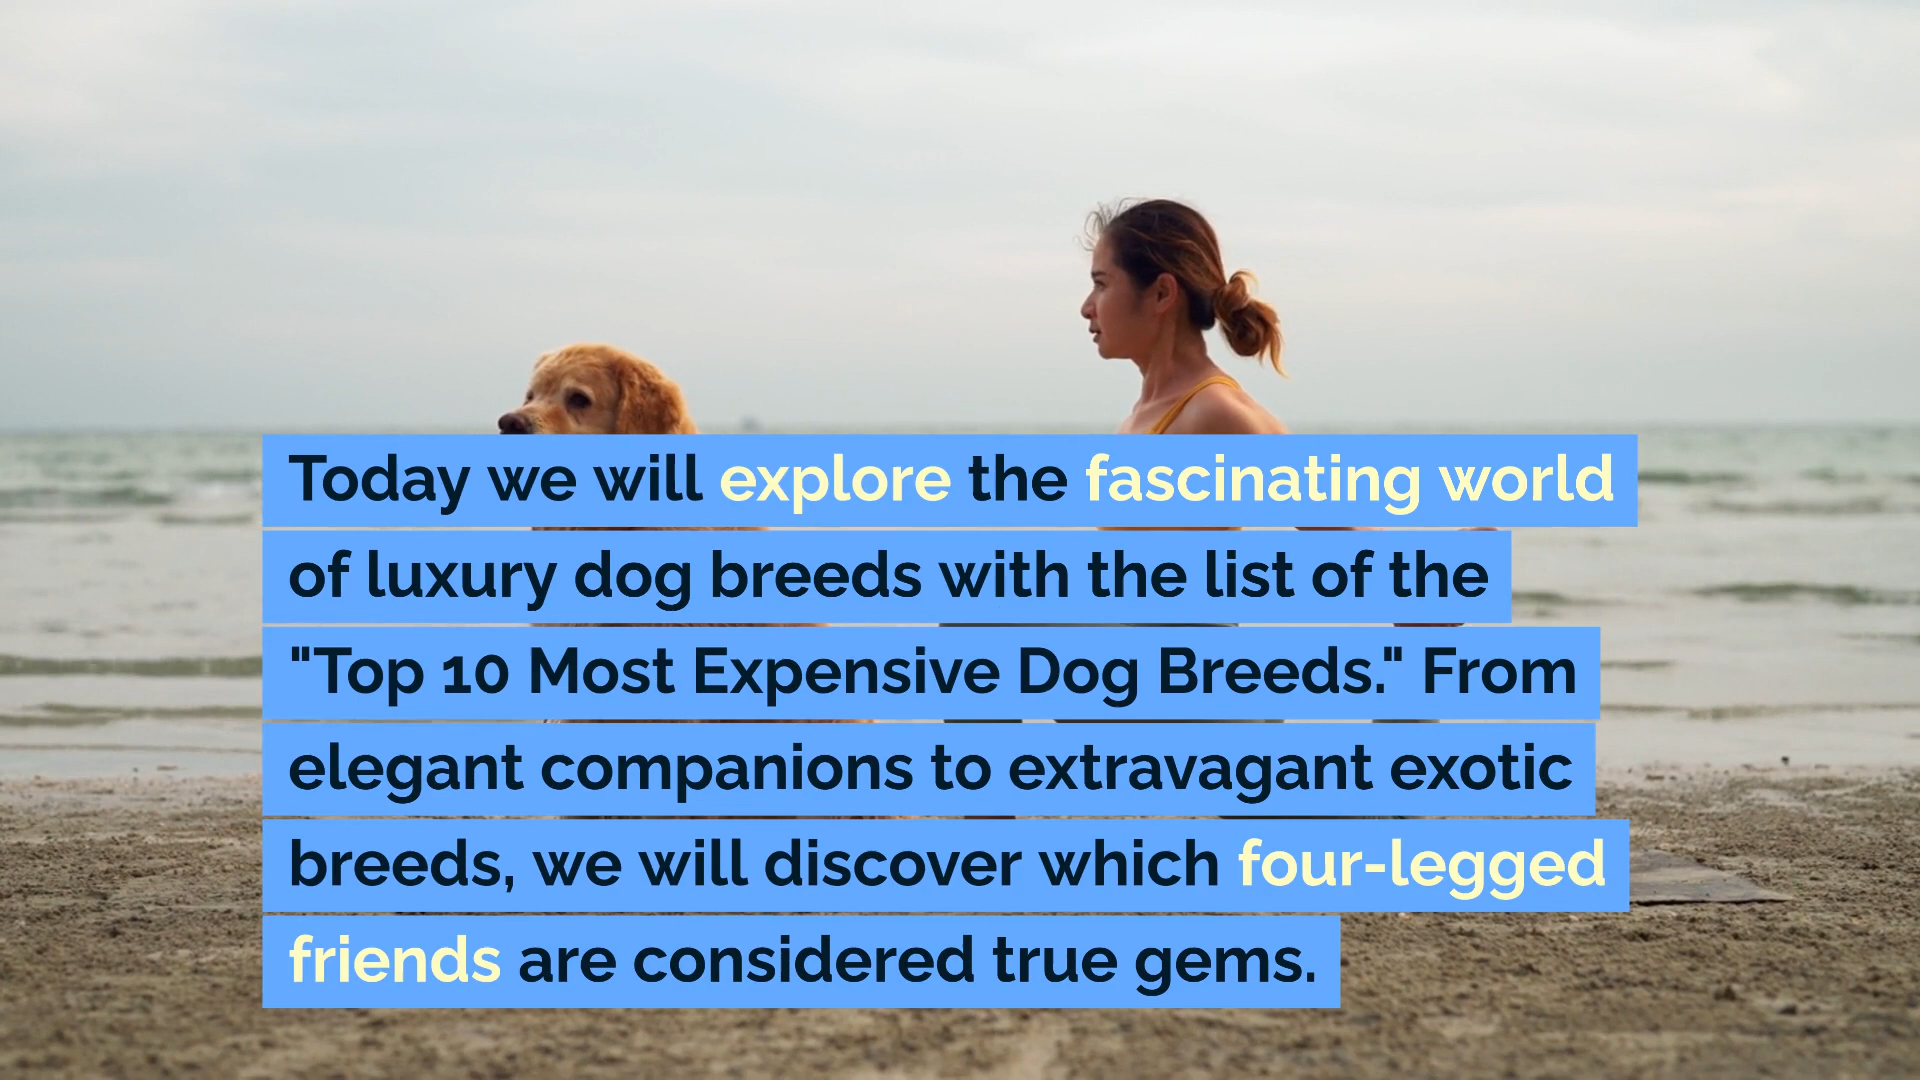 Today we will explore the fascinating world
of luxury dog breeds with the list of the
"Top 10 Most Expensive Dog Breeds." From
elegant companions to extravagant exotic
breeds, we will discover which four-legged
friends are considered true gems.